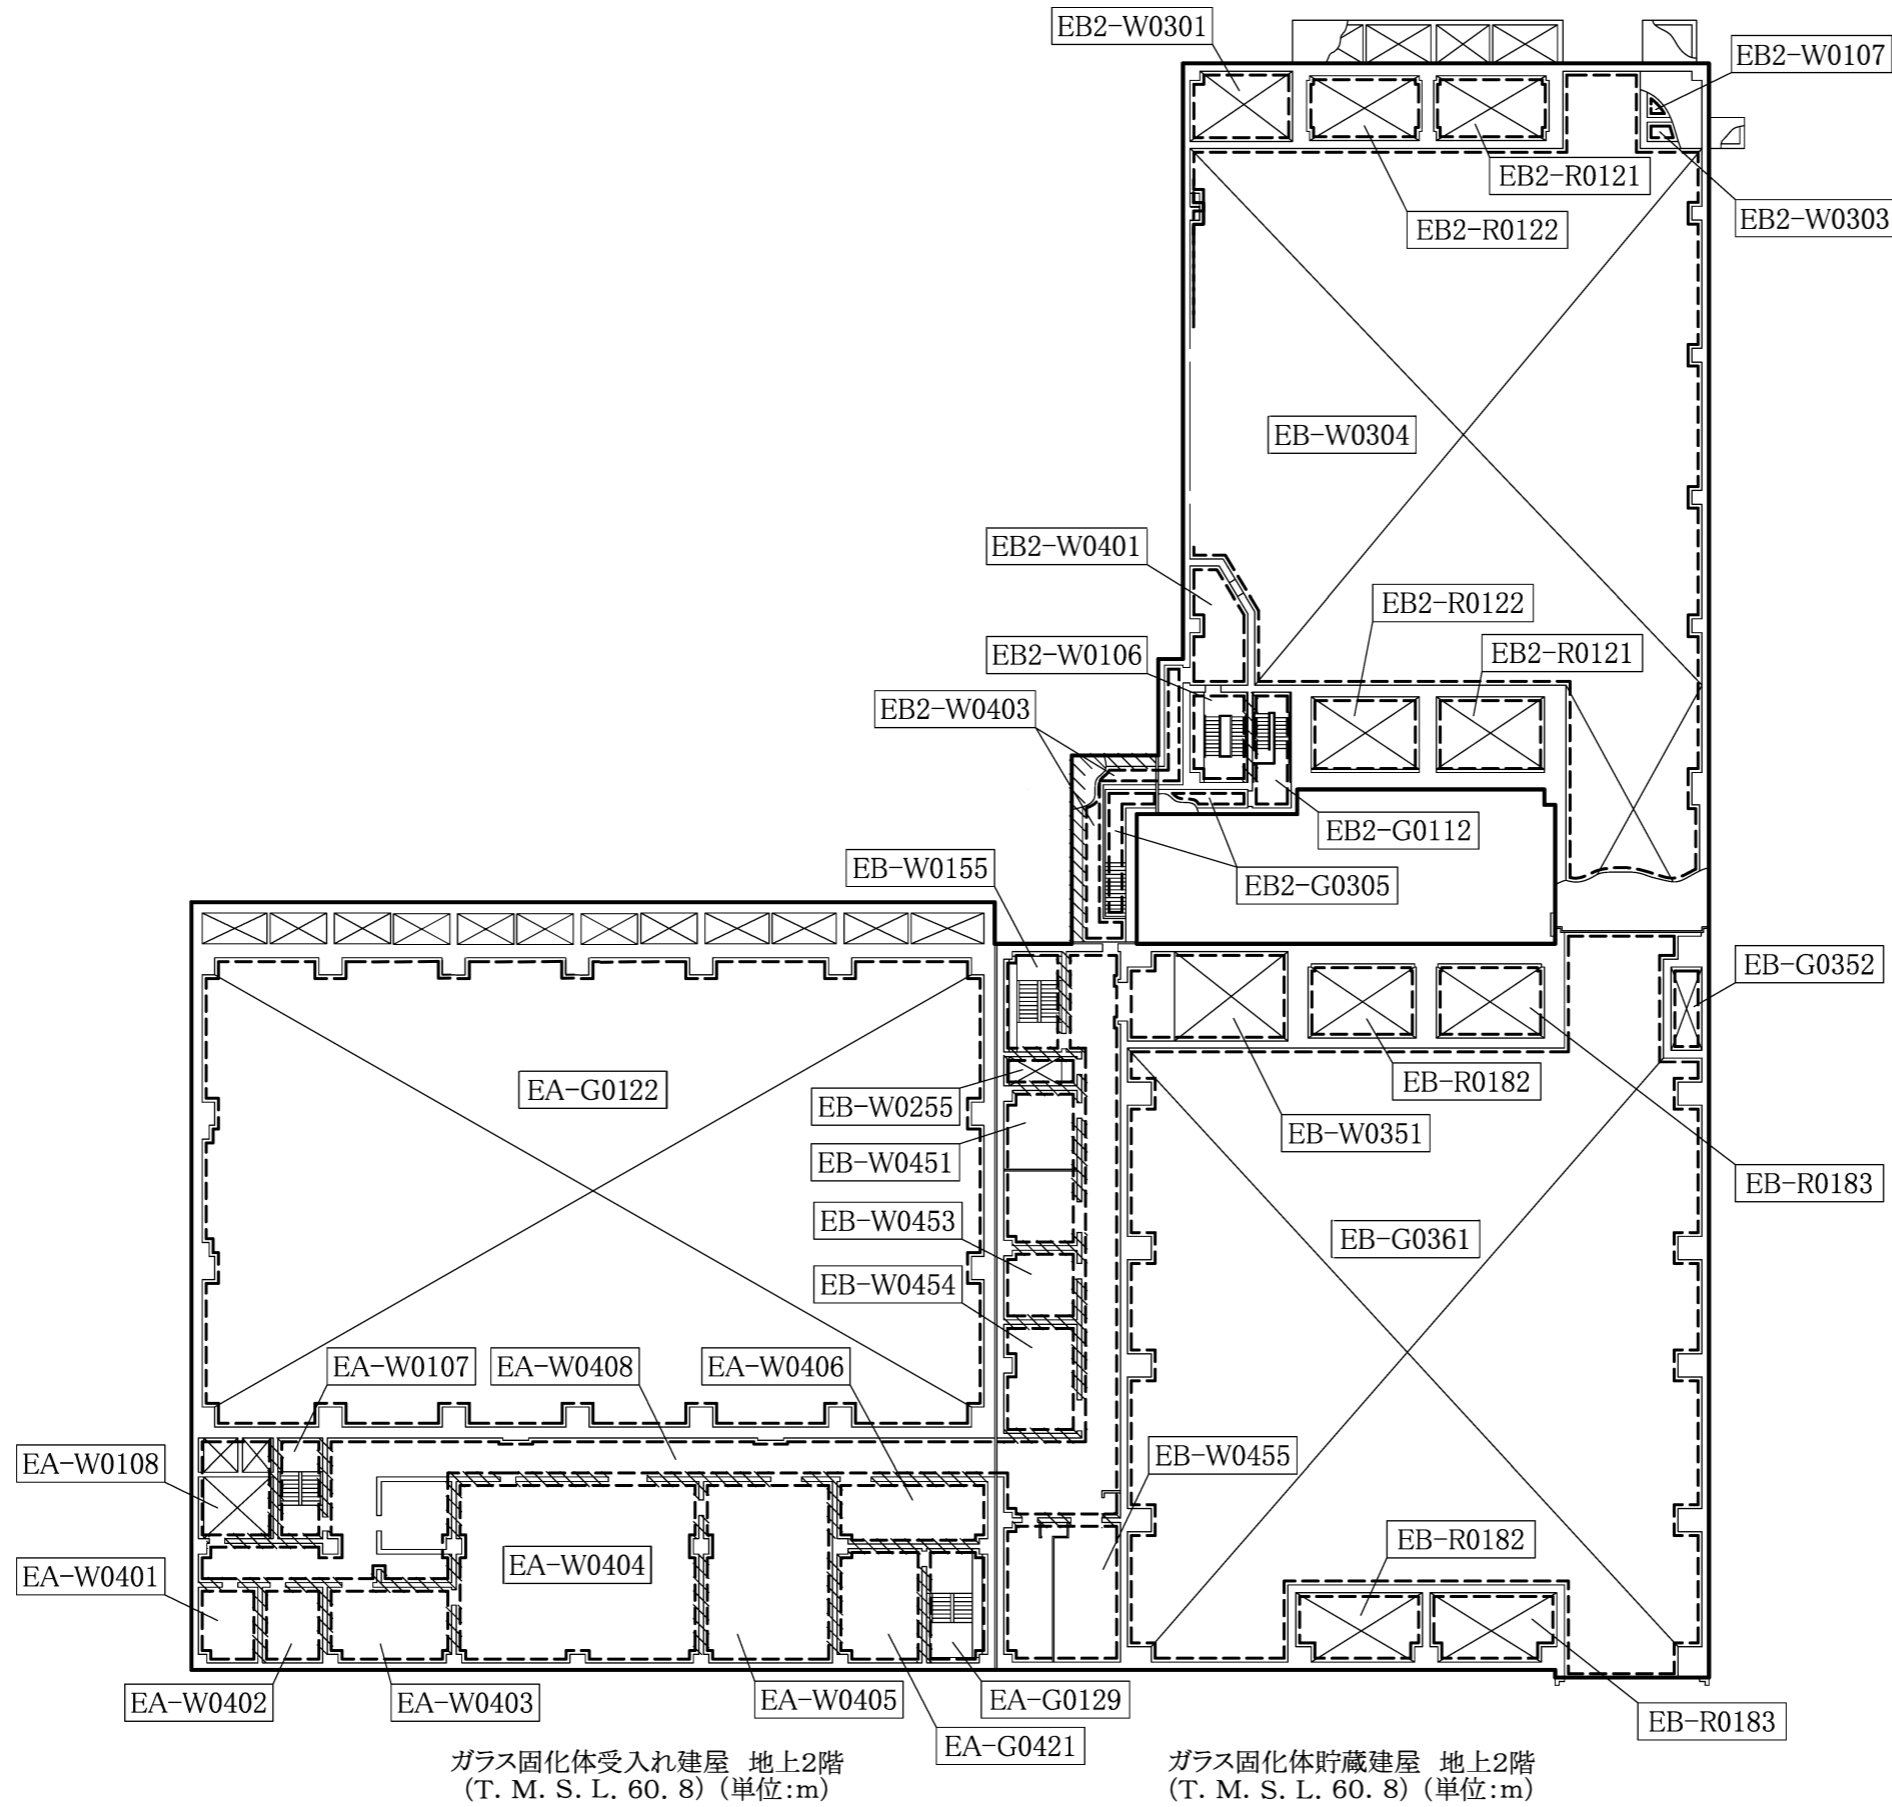 EB2-W0301
EB2-W0107
EB2-R0121
EB2-W0303
EB2-R0122
EB-W0304
EB2-W0401
EB2-R0122
EB2-W0106
EB2-R0121
EB2-W0403
EB2-G0112
EB-W0155
EB2-G0305
EB-G0352
EA-G0122
EB-R0182
EB-W0255
EB-W0351
EB-W0451
EB-R0183
EB-W0453
EB-G0361
EB-W0454
EA-W0107
EA-W0408
EA-W0406
EA-W0108
EB-W0455
EB-R0182
EA-W0404
EA-W0401
EA-W0402
EA-W0403
EA-W0405
EA-G0129
EB-R0183
EA-G0421
ガラス固化体受入れ建屋 地上2階
(T. M. S. L. 60. 8) (単位:m)
ガラス固化体貯蔵建屋 地上2階
(T. M. S. L. 60. 8) (単位:m)